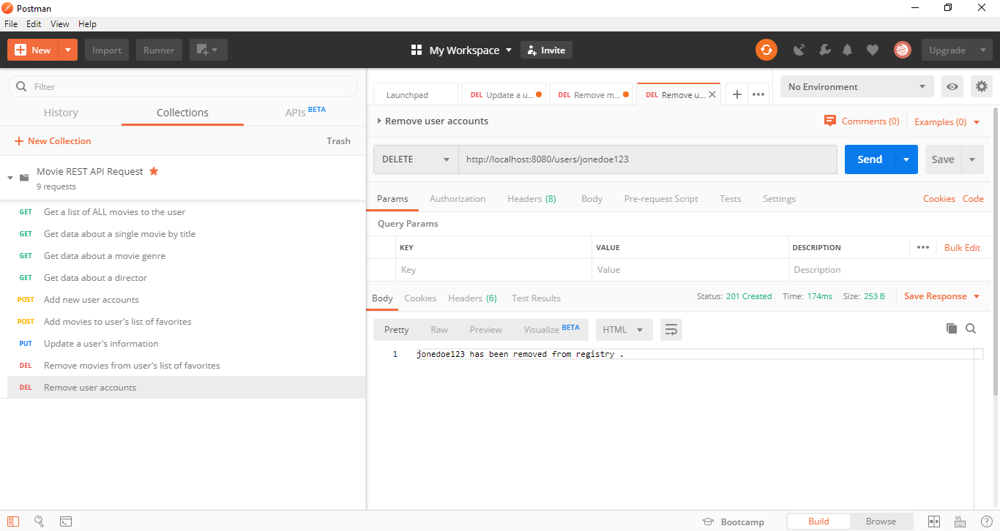 Postman
File Edit View Help
New Import Runner My Workspace Invite Upgrade
Filter
History Collections APIs BETA
New Collection Trash
Movie REST API Request
9 requests
GET Get a list of ALL movies to the user
GET Get data about a single movie by title
GET Get data about a movie genre
GET Get data about a director
POST Add new user accounts
POST Add movies to user's list of favorites
PUT Update a user's information
DEL Remove movies from user's list of favorites
DEL Remove user accounts
Launchpad DEL Update a u... DEL Remove m... DEL Remove u... No Environment
Remove user accounts Comments (0) Examples (0)
DELETE http://localhost:8080/users/jonedoe123 Send Save
Params Authorization Headers (8) Body Pre-request Script Tests Settings Cookies Code
Query Params
KEY VALUE DESCRIPTION Bulk Edit
Key Value Description
Body Cookies Headers (6) Test Results Status: 201 Created Time: 174ms Size: 253 B Save Response
Pretty Raw Preview Visualize BETA HTML
1 jonedoe123 has been removed from registry .
Bootcamp Build Browse